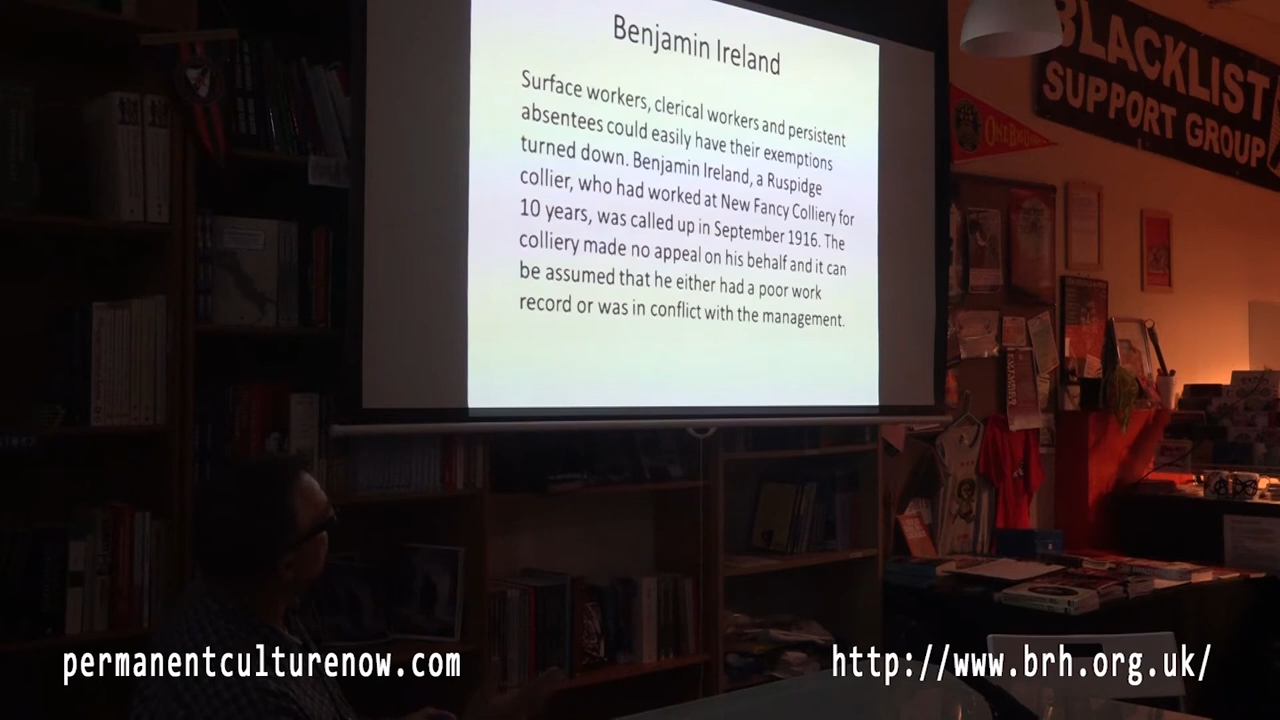 Benjamin Ireland
Surface workers, clerical workers and persistent
absentees could easily have their exemptions
turned down. Benjamin Ireland, a Ruspidge
collier, who had worked at New Fancy Colliery for
10 years, was called up in September 1916. The
colliery made no appeal on his behalf and it can
be assumed that he either had a poor work
record or was in conflict with the management.
BLACKLIST
SUPPORT GROUP
permanentculturenow.com
http://www.brh.org.uk/